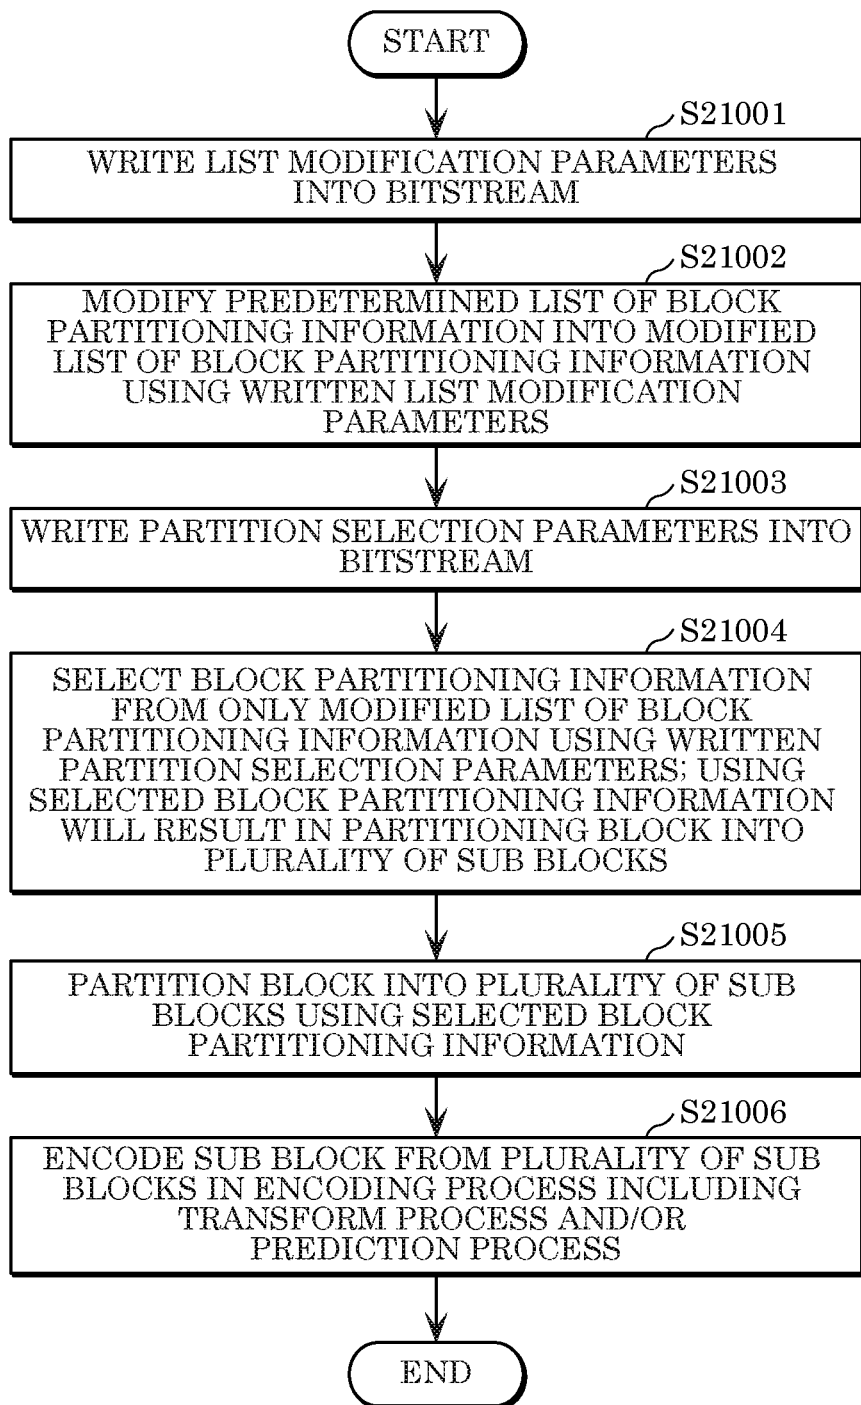 START
S21001
WRITE LIST MODIFICATION PARAMETERS
INTO BITSTREAM
S21002
MODIFY PREDETERMINED LIST OF BLOCK
PARTITIONING INFORMATION INTO MODIFIED
LIST OF BLOCK PARTITIONING INFORMATION
USING WRITTEN LIST MODIFICATION
PARAMETERS
S21003
WRITE PARTITION SELECTION PARAMETERS INTO
BITSTREAM
S21004
SELECT BLOCK PARTITIONING INFORMATION
FROM ONLY MODIFIED LIST OF BLOCK
PARTITIONING INFORMATION USING WRITTEN
PARTITION SELECTION PARAMETERS; USING
SELECTED BLOCK PARTITIONING INFORMATION
WILL RESULT IN PARTITIONING BLOCK INTO
PLURALITY OF SUB BLOCKS
S21005
PARTITION BLOCK INTO PLURALITY OF SUB
BLOCKS USING SELECTED BLOCK
PARTITIONING INFORMATION
S21006
ENCODE SUB BLOCK FROM PLURALITY OF SUB
BLOCKS IN ENCODING PROCESS INCLUDING
TRANSFORM PROCESS AND/OR
PREDICTION PROCESS
END